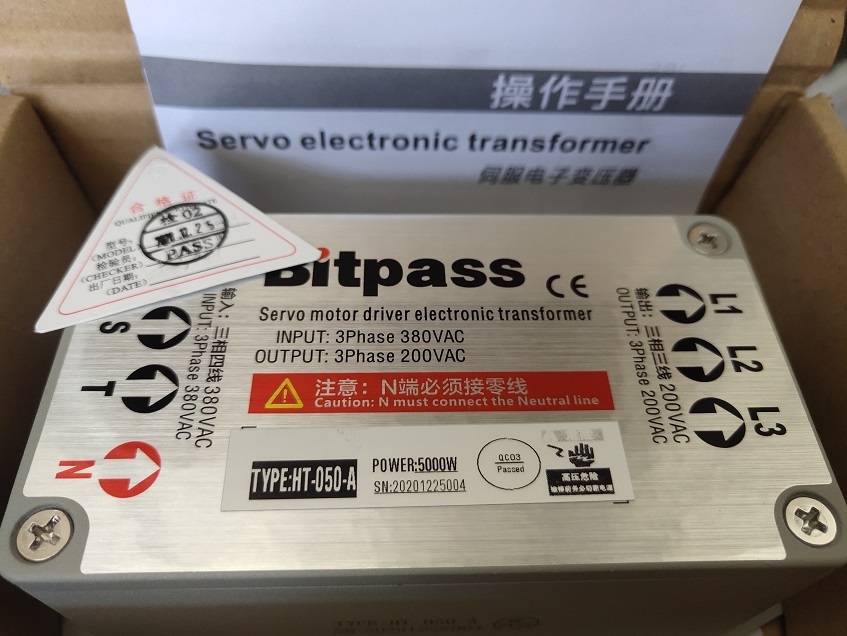 操作手册
Servo electronic transformer
伺服电子变压器
合格证
型号:
(MODEL
检验员:
(CHECKER)
出厂日期:
(DATE)
检02
PASS
Bitpass
CE
Servo motor driver electronic transformer
INPUT: 3Phase 380VAC
OUTPUT: 3Phase 200VAC
注意：N端必须接零线
Caution: N must connect the Neutral line
TYPE:HT-050-A
POWER:5000W
SN:20201225004
QC03
Passed
高压危险
S
T
N
输入：三相四线 380VAC
INPUT: 3Phase 380VAC
输出：三相三线 200VAC
OUTPUT: 3Phase 200VAC
L1
L2
L3